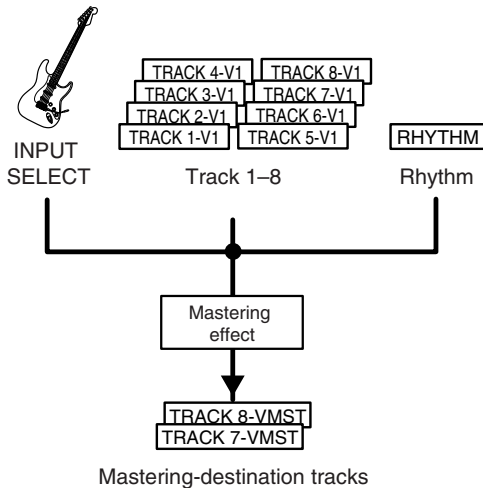 TRACK 4-V1
TRACK 8-V1
TRACK 3-V1
TRACK 7-V1
TRACK 2-V1
TRACK 6-V1
TRACK 1-V1
TRACK 5-V1
RHYTHM
INPUT
SELECT
Track 1–8
Rhythm
Mastering
effect
TRACK 8-VMST
TRACK 7-VMST
Mastering-destination tracks